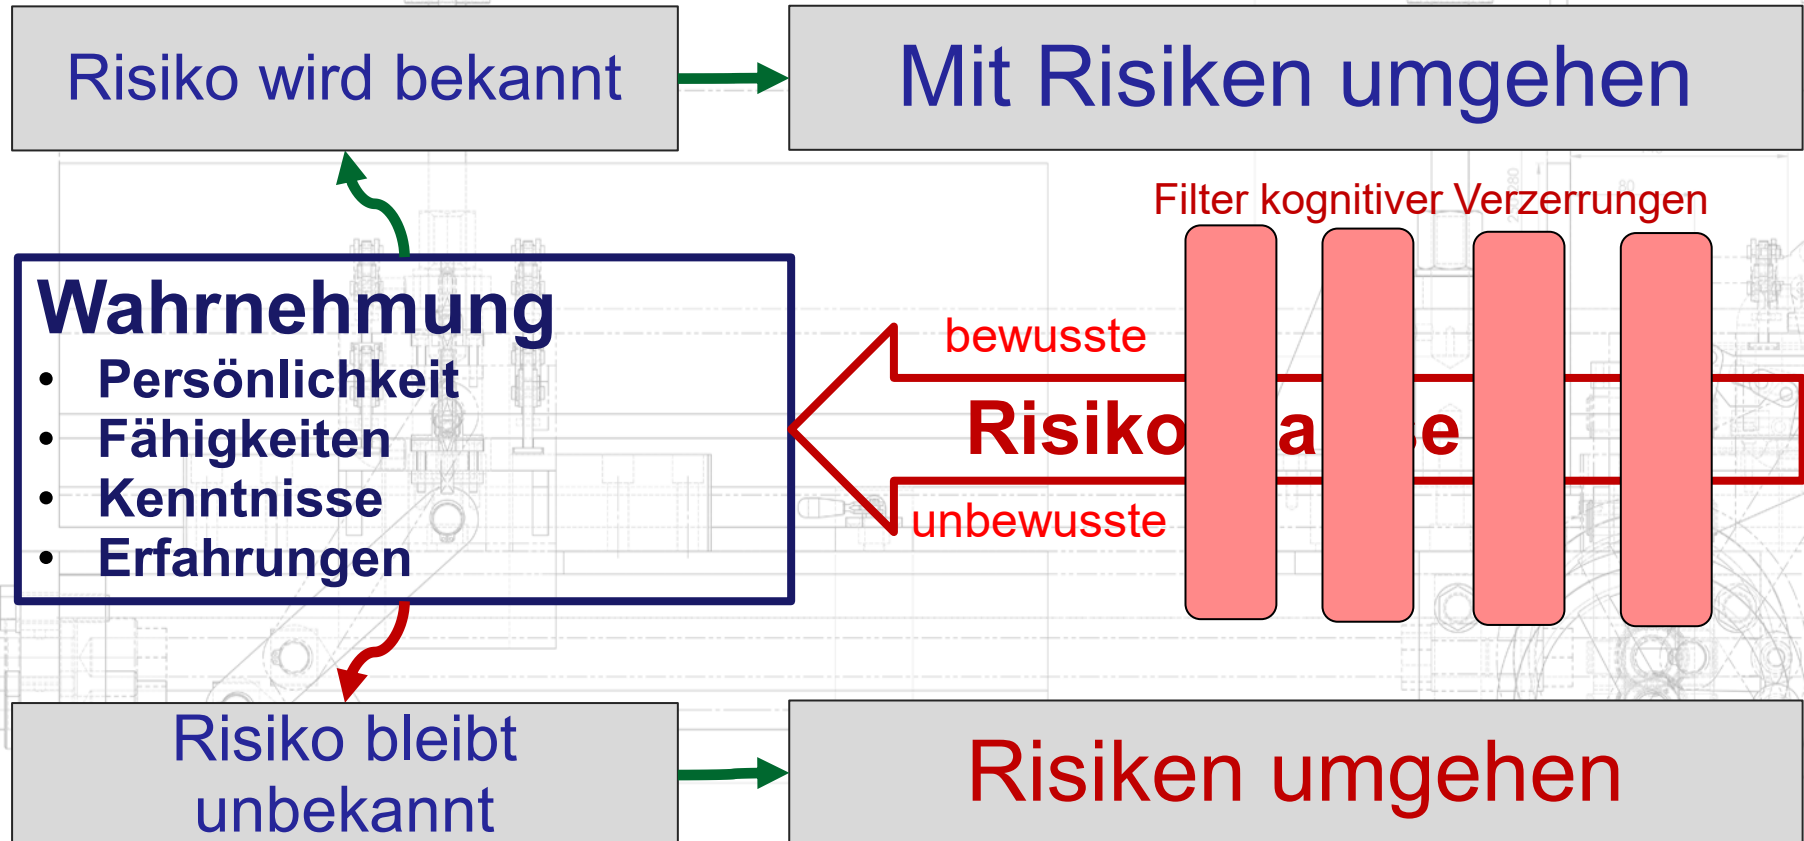 Risiko wird bekannt
Mit Risiken umgehen
Filter kognitiver Verzerrungen
Wahrnehmung
• Persönlichkeit
• Fähigkeiten
• Kenntnisse
• Erfahrungen
bewusste
unbewusste
Risiko bleibt
unbekannt
Risiken umgehen